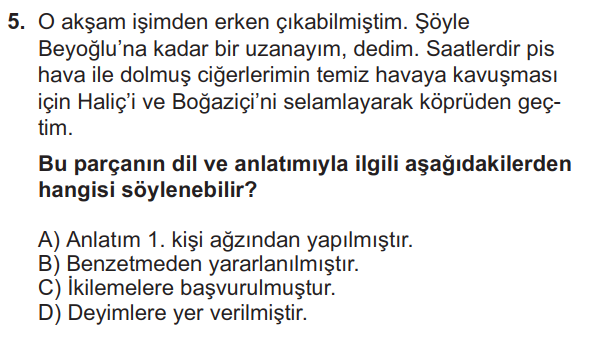 5. O akşam işimden erken çıkabilmiştim. Şöyle
Beyoğlu’na kadar bir uzanayım, dedim. Saatlerdir pis
hava ile dolmuş ciğerlerimin temiz havaya kavuşması
için Haliç’i ve Boğaziçi’ni selamlayarak köprüden geç-
tim.
Bu parçanın dil ve anlatımıyla ilgili aşağıdakilerden
hangisi söylenebilir?
A) Anlatım 1. kişi ağzından yapılmıştır.
B) Benzetmeden yararlanılmıştır.
C) İkilemelere başvurulmuştur.
D) Deyimlere yer verilmiştir.